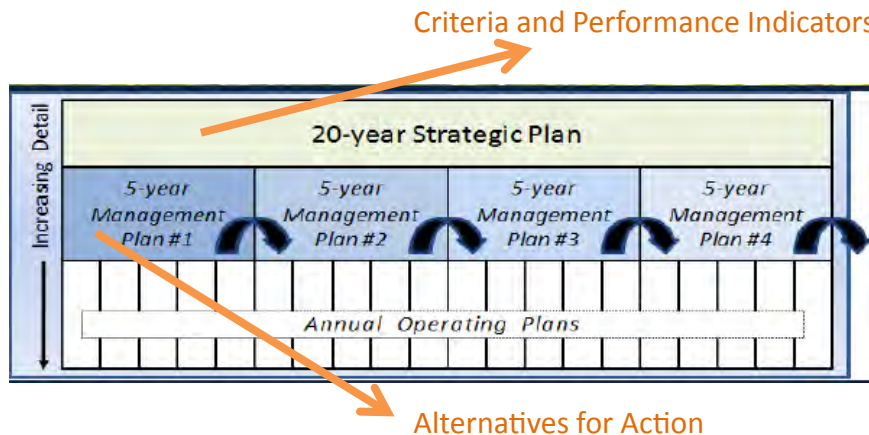 Criteria and Performance Indicators
Increasing Detail
20-year Strategic Plan
5-year
Management
Plan #1
5-year
Management
Plan #2
5-year
Management
Plan #3
5-year
Management
Plan #4
Annual Operating Plans
Alternatives for Action